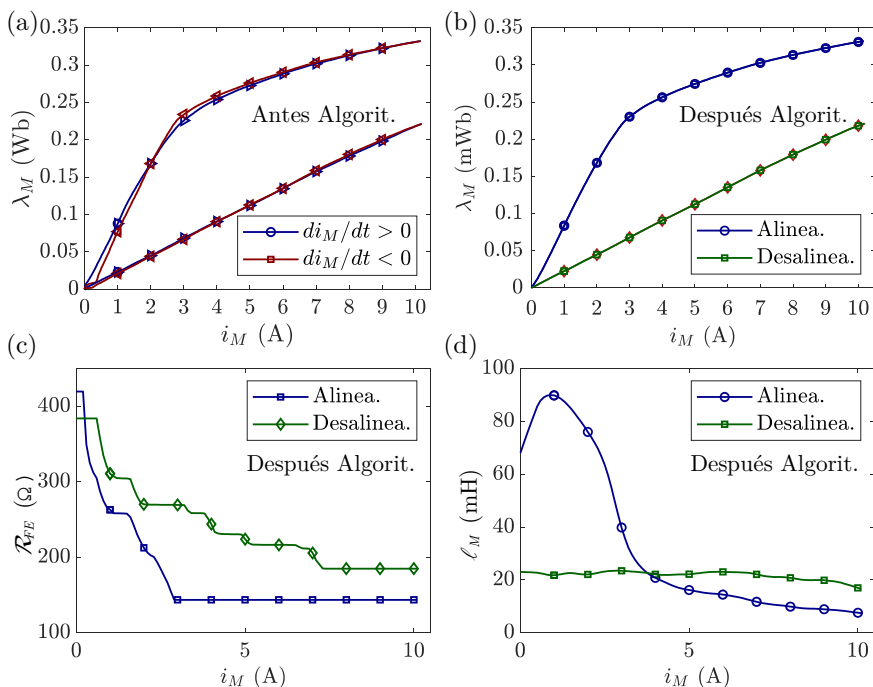 (a)
0.35
0.3
0.25
0.2
0.15
0.1
0.05
0
λ_M (Wb)
Antes Algorit.
di_M/dt > 0
di_M/dt < 0
0 1 2 3 4 5 6 7 8 9 10
i_M (A)
(b)
0.35
0.3
0.25
0.2
0.15
0.1
0.05
0
λ_M (mWb)
Después Algorit.
Alinea.
Desalinea.
0 1 2 3 4 5 6 7 8 9 10
i_M (A)
(c)
400
300
200
100
R_FE (Ω)
Alinea.
Desalinea.
Después Algorit.
0 5 10
i_M (A)
(d)
100
80
60
40
20
0
ℓ_M (mH)
Alinea.
Desalinea.
Después Algorit.
0 5 10
i_M (A)